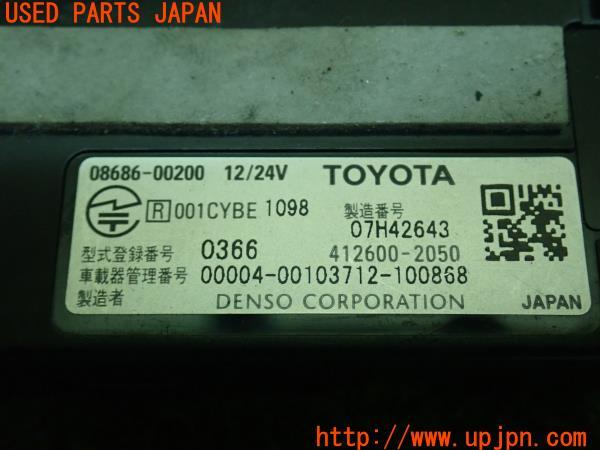 USED PARTS JAPAN
08686-00200 12/24V TOYOTA
R 001CYBE 1098
製造番号
07H42643
型式登録番号 0366
412600-2050
車載器管理番号 00004-00103712-100868
製造者 DENSO CORPORATION JAPAN
UPJ
www.upjpn.com